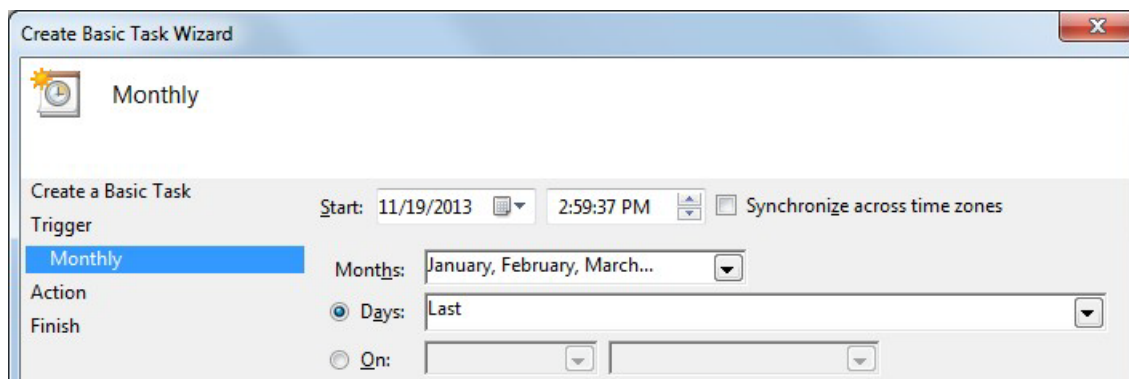 Create Basic Task Wizard
Monthly
Create a Basic Task
Trigger
Monthly
Action
Finish
Start: 11/19/2013 2:59:37 PM Synchronize across time zones
Months: January, February, March...
Days: Last
On: